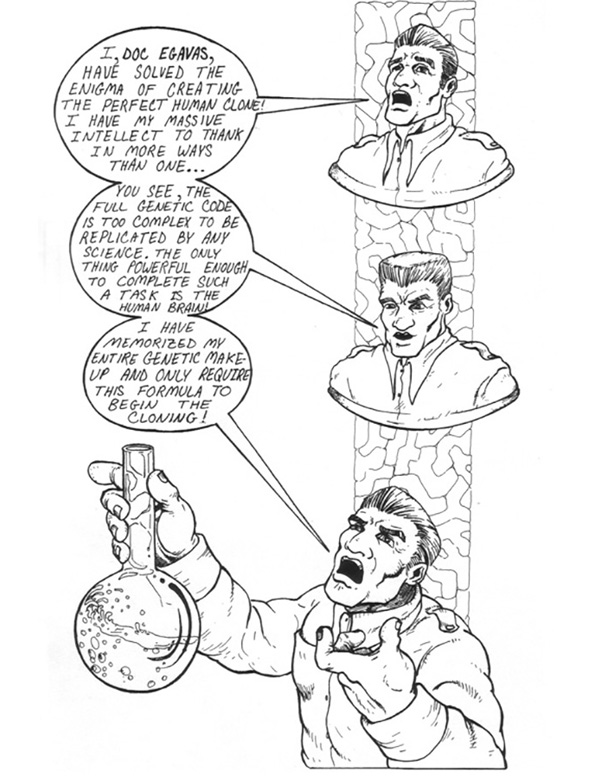 I, DOC EGAVAS,
HAVE SOLVED THE
ENIGMA OF CREATING
THE PERFECT HUMAN CLONE!
I HAVE MY MASSIVE
INTELLECT TO THANK
IN MORE WAYS
THAN ONE...
YOU SEE, THE
FULL GENETIC CODE
IS TOO COMPLEX TO BE
REPLICATED BY ANY
SCIENCE. THE ONLY
THING POWERFUL ENOUGH
TO COMPLETE SUCH
A TASK IS THE
HUMAN BRAIN!
I HAVE
MEMORIZED MY
ENTIRE GENETIC MAKE-
UP AND ONLY REQUIRE
THIS FORMULA TO
BEGIN THE
CLONING!